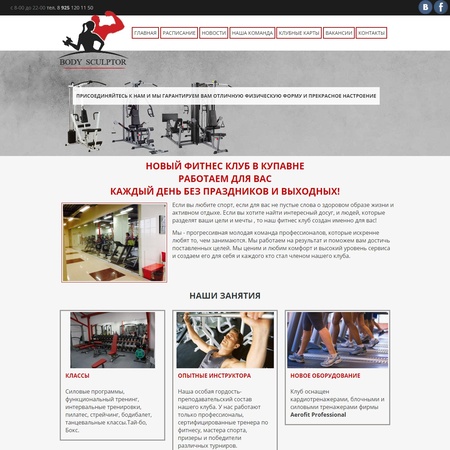 с 8-00 до 22-00 тел. 8 925 120 11 50
BODY SCULPTOR
ГЛАВНАЯ
РАСПИСАНИЕ
НОВОСТИ
НАША КОМАНДА
КЛУБНЫЕ КАРТЫ
ВАКАНСИИ
КОНТАКТЫ
ПРИСОЕДИНЯЙТЕСЬ К НАМ И МЫ ГАРАНТИРУЕМ ВАМ ОТЛИЧНУЮ ФИЗИЧЕСКУЮ ФОРМУ И ПРЕКРАСНОЕ НАСТРОЕНИЕ
НОВЫЙ ФИТНЕС КЛУБ В КУПАВНЕ
РАБОТАЕМ ДЛЯ ВАС
КАЖДЫЙ ДЕНЬ БЕЗ ПРАЗДНИКОВ И ВЫХОДНЫХ!
Если вы любите спорт, если для вас не пустые слова о здоровом образе жизни и
активном отдыхе. Если вы хотите найти интересный досуг, и людей, которые
разделят ваши цели и мечты , то наш фитнес клуб создан именно для вас!
Мы - прогрессивная молодая команда профессионалов, которые искренне
любят то, чем занимаются. Мы работаем на результат и поможем вам достичь
поставленных целей. Мы ценим и любим комфорт и высокий уровень сервиса
и создаем его для себя и каждого кто стал членом нашего клуба.
НАШИ ЗАНЯТИЯ
КЛАССЫ
Силовые программы,
функциональный тренинг,
интервальные тренировки,
пилатес, стрейчинг, бодибалет,
танцевальные классы.Тай-бо,
Бокс.
ОПЫТНЫЕ ИНСТРУКТОРА
Наша особая гордость-
преподавательский состав
нашего клуба. У нас работают
только профессионалы,
сертифицированные тренера по
фитнесу, мастера спорта,
призеры и победители
различных турниров.
НОВОЕ ОБОРУДОВАНИЕ
Клуб оснащен
кардиотренажерами, блочными и
силовыми тренажерами фирмы
Aerofit Professional